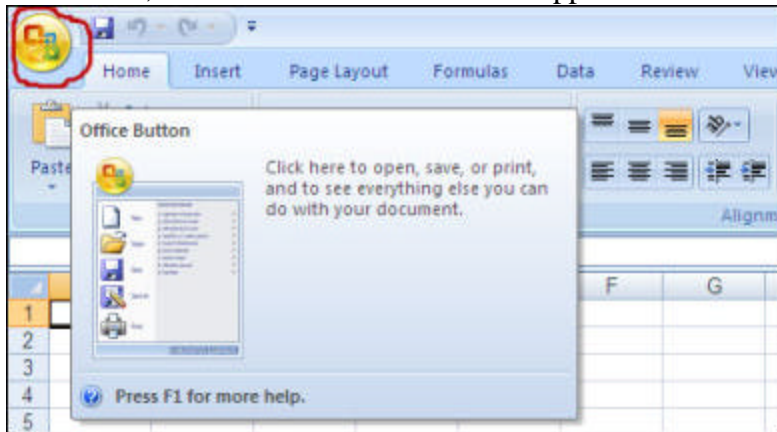 Home Insert Page Layout Formulas Data Review View
Office Button
Paste
Click here to open, save, or print,
and to see everything else you can
do with your document.
Alignm
F G
1
2
3
4
5
Press F1 for more help.